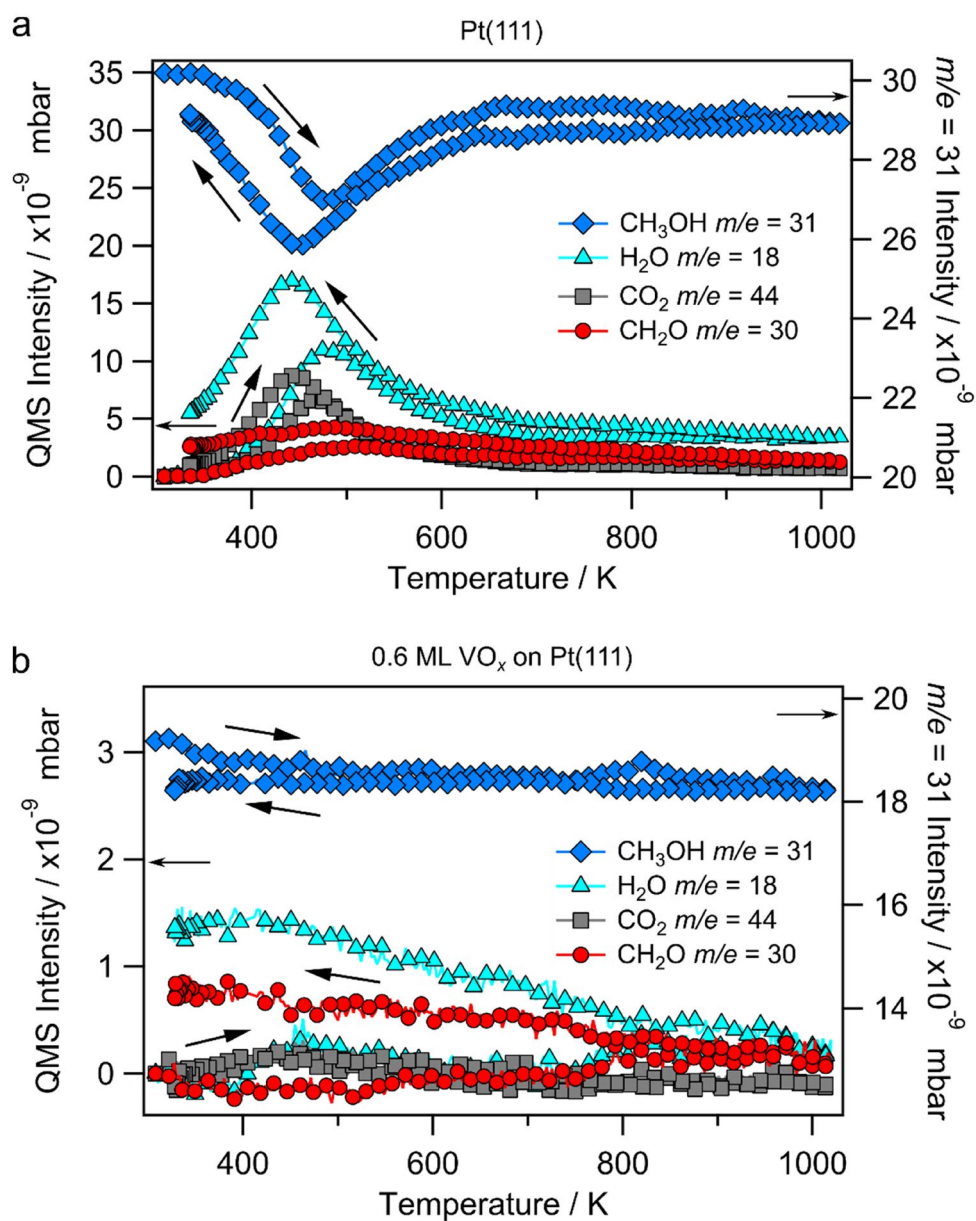 a
Pt(111)
35
30
25
20
15
10
5
0
QMS Intensity / x10⁻⁹ mbar
30
28
26
24
22
20
m/e = 31 Intensity / x10⁻⁹ mbar
CH₃OH m/e = 31
H₂O m/e = 18
CO₂ m/e = 44
CH₂O m/e = 30
400
600
800
1000
Temperature / K
b
0.6 ML VOₓ on Pt(111)
3
2
1
0
QMS Intensity / x10⁻⁹ mbar
20
18
16
14
12
m/e = 31 Intensity / x10⁻⁹ mbar
CH₃OH m/e = 31
H₂O m/e = 18
CO₂ m/e = 44
CH₂O m/e = 30
400
600
800
1000
Temperature / K